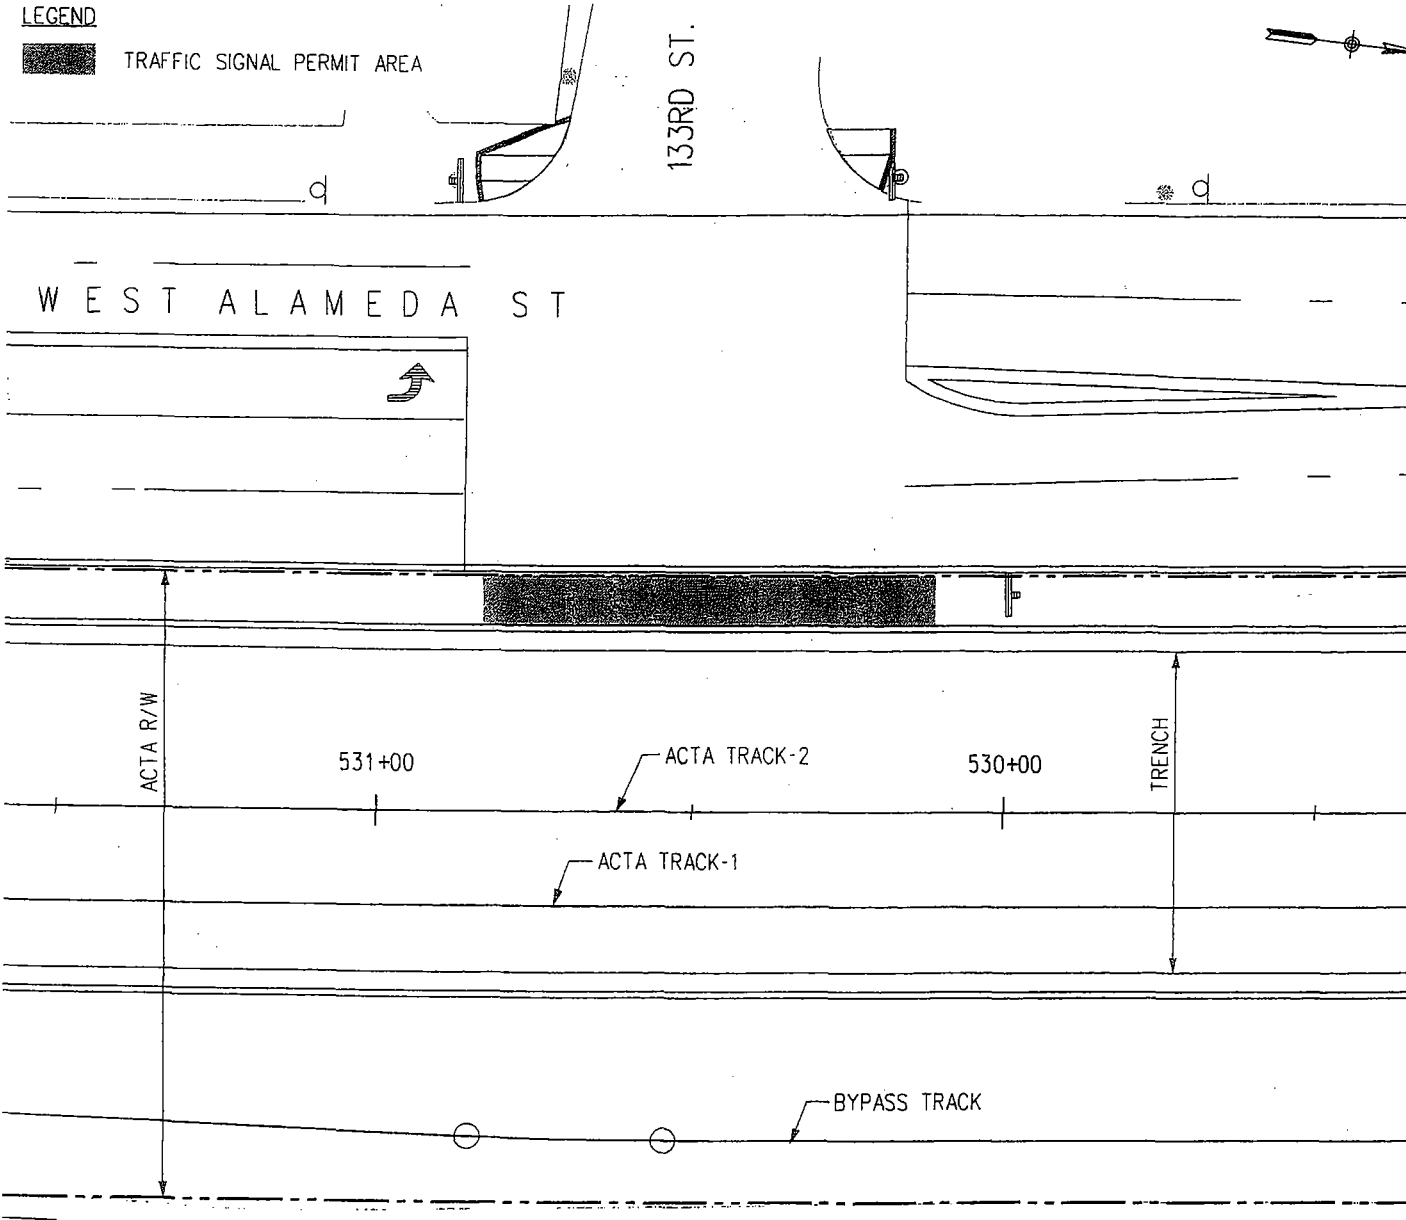 LEGEND
TRAFFIC SIGNAL PERMIT AREA
133RD ST.
WEST ALAMEDA ST
ACTA R/W
531+00
ACTA TRACK-2
530+00
TRENCH
ACTA TRACK-1
BYPASS TRACK